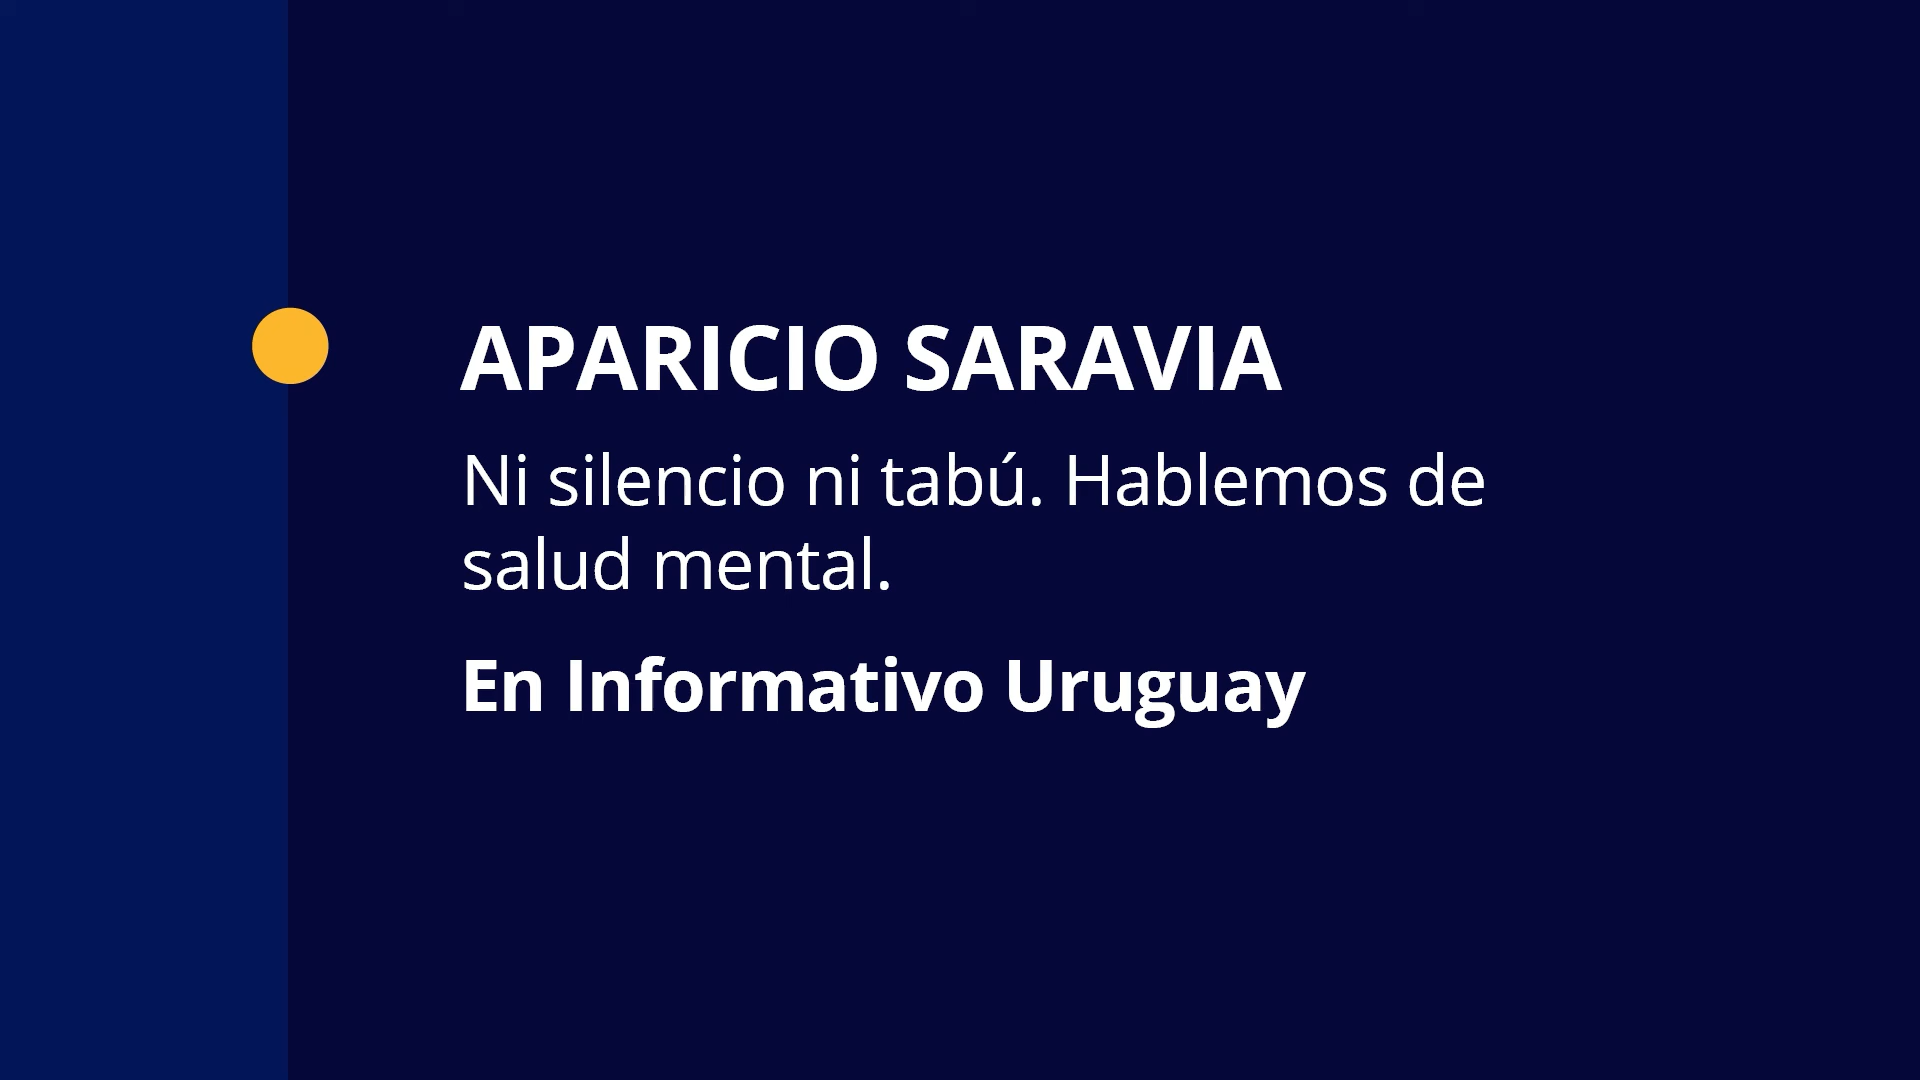 APARICIO SARAVIA
Ni silencio ni tabú. Hablemos de
salud mental.
En Informativo Uruguay